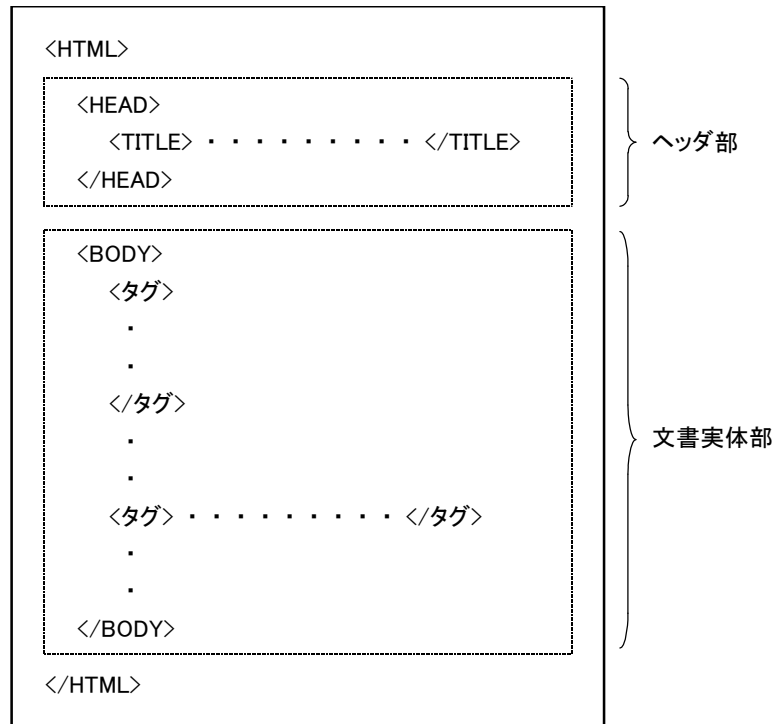 <HTML>
<HEAD>
<TITLE> ・ ・ ・ ・ ・ ・ ・ ・ ・ </TITLE>
</HEAD>
ヘッダ部
<BODY>
<タグ>
・
・
</タグ>
・
・
文書実体部
<タグ> ・ ・ ・ ・ ・ ・ ・ ・ ・ </タグ>
・
・
</BODY>
</HTML>